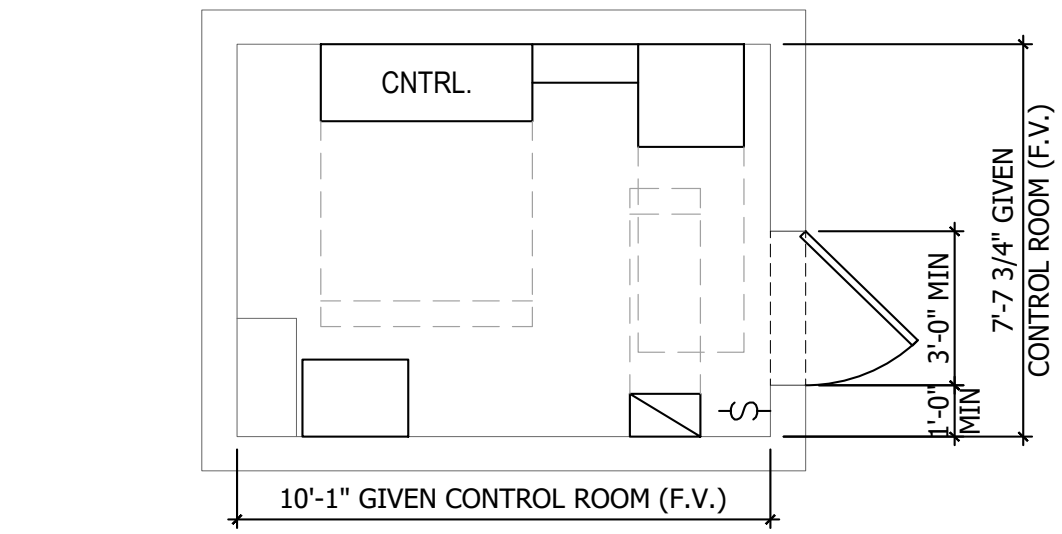 CNTRL.
S
7'-7 3/4" GIVEN
CONTROL ROOM (F.V.)
3'-0" MIN
1'-0"
MIN
10'-1" GIVEN CONTROL ROOM (F.V.)